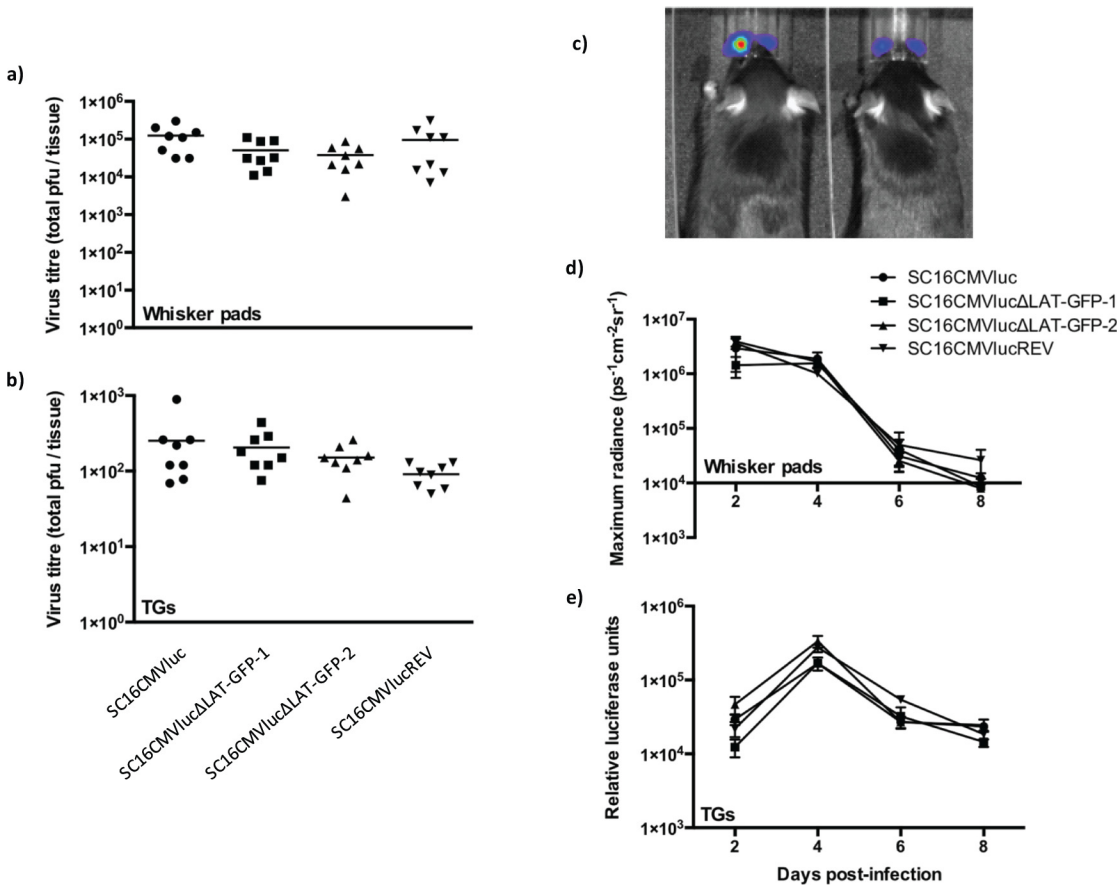 a)
Virus titre (total pfu / tissue)
1×10⁶
1×10⁵
1×10⁴
1×10³
1×10²
1×10¹
1×10⁰
Whisker pads
b)
Virus titre (total pfu / tissue)
1×10³
1×10²
1×10¹
1×10⁰
TGs
SC16CMVluc
SC16CMVlucΔLAT-GFP-1
SC16CMVlucΔLAT-GFP-2
SC16CMVlucREV
c)
d)
SC16CMVluc
SC16CMVlucΔLAT-GFP-1
SC16CMVlucΔLAT-GFP-2
SC16CMVlucREV
Maximum radiance (ps⁻¹cm⁻²sr⁻¹)
1×10⁷
1×10⁶
1×10⁵
1×10⁴
1×10³
Whisker pads
2 4 6 8
e)
Relative luciferase units
1×10⁶
1×10⁵
1×10⁴
1×10³
TGs
2 4 6 8
Days post-infection